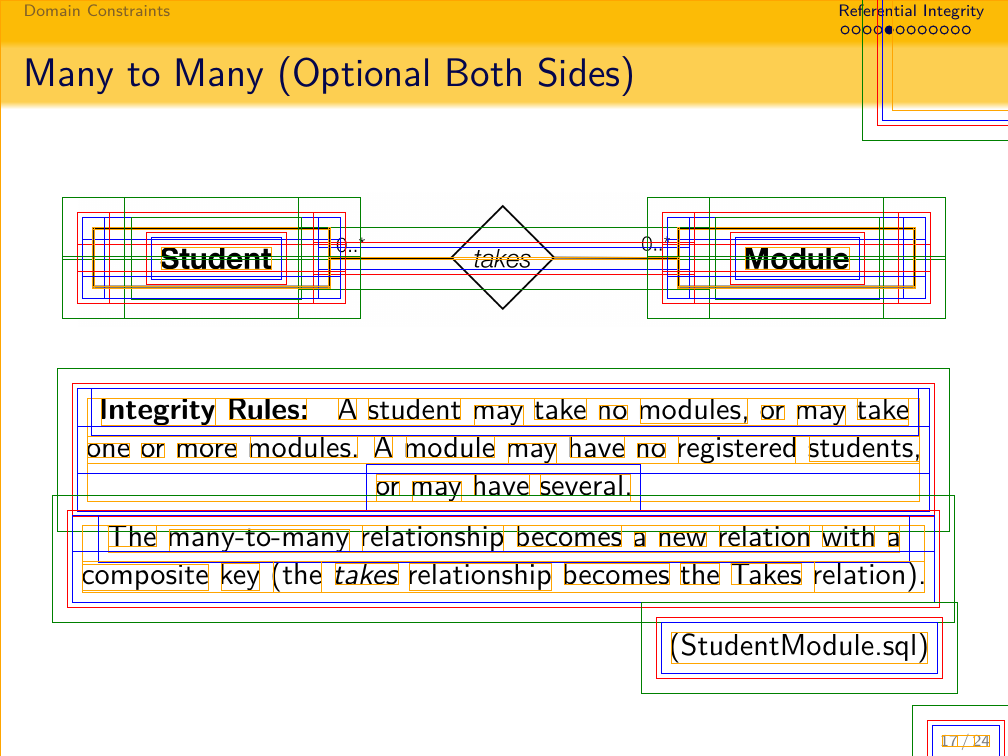 Domain Constraints
Referential Integrity
Many to Many (Optional Both Sides)
Student 0..* takes 0..* Module
Integrity Rules: A student may take no modules, or may take
one or more modules. A module may have no registered students,
or may have several.
The many-to-many relationship becomes a new relation with a
composite key (the takes relationship becomes the Takes relation).
(StudentModule.sql)
17 / 24